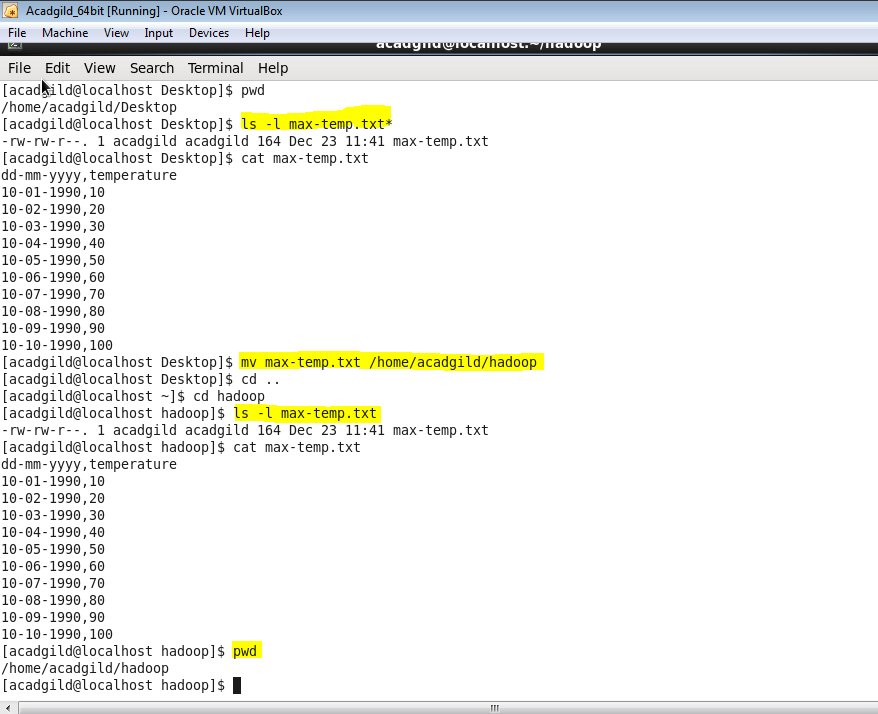 Acadgild_64bit [Running] - Oracle VM VirtualBox
File Machine View Input Devices Help
acadgild@localhost:~/hadoop
File Edit View Search Terminal Help
[acadgild@localhost Desktop]$ pwd
/home/acadgild/Desktop
[acadgild@localhost Desktop]$ ls -l max-temp.txt*
-rw-rw-r--. 1 acadgild acadgild 164 Dec 23 11:41 max-temp.txt
[acadgild@localhost Desktop]$ cat max-temp.txt
dd-mm-yyyy,temperature
10-01-1990,10
10-02-1990,20
10-03-1990,30
10-04-1990,40
10-05-1990,50
10-06-1990,60
10-07-1990,70
10-08-1990,80
10-09-1990,90
10-10-1990,100
[acadgild@localhost Desktop]$ mv max-temp.txt /home/acadgild/hadoop
[acadgild@localhost Desktop]$ cd ..
[acadgild@localhost ~]$ cd hadoop
[acadgild@localhost hadoop]$ ls -l max-temp.txt
-rw-rw-r--. 1 acadgild acadgild 164 Dec 23 11:41 max-temp.txt
[acadgild@localhost hadoop]$ cat max-temp.txt
dd-mm-yyyy,temperature
10-01-1990,10
10-02-1990,20
10-03-1990,30
10-04-1990,40
10-05-1990,50
10-06-1990,60
10-07-1990,70
10-08-1990,80
10-09-1990,90
10-10-1990,100
[acadgild@localhost hadoop]$ pwd
/home/acadgild/hadoop
[acadgild@localhost hadoop]$